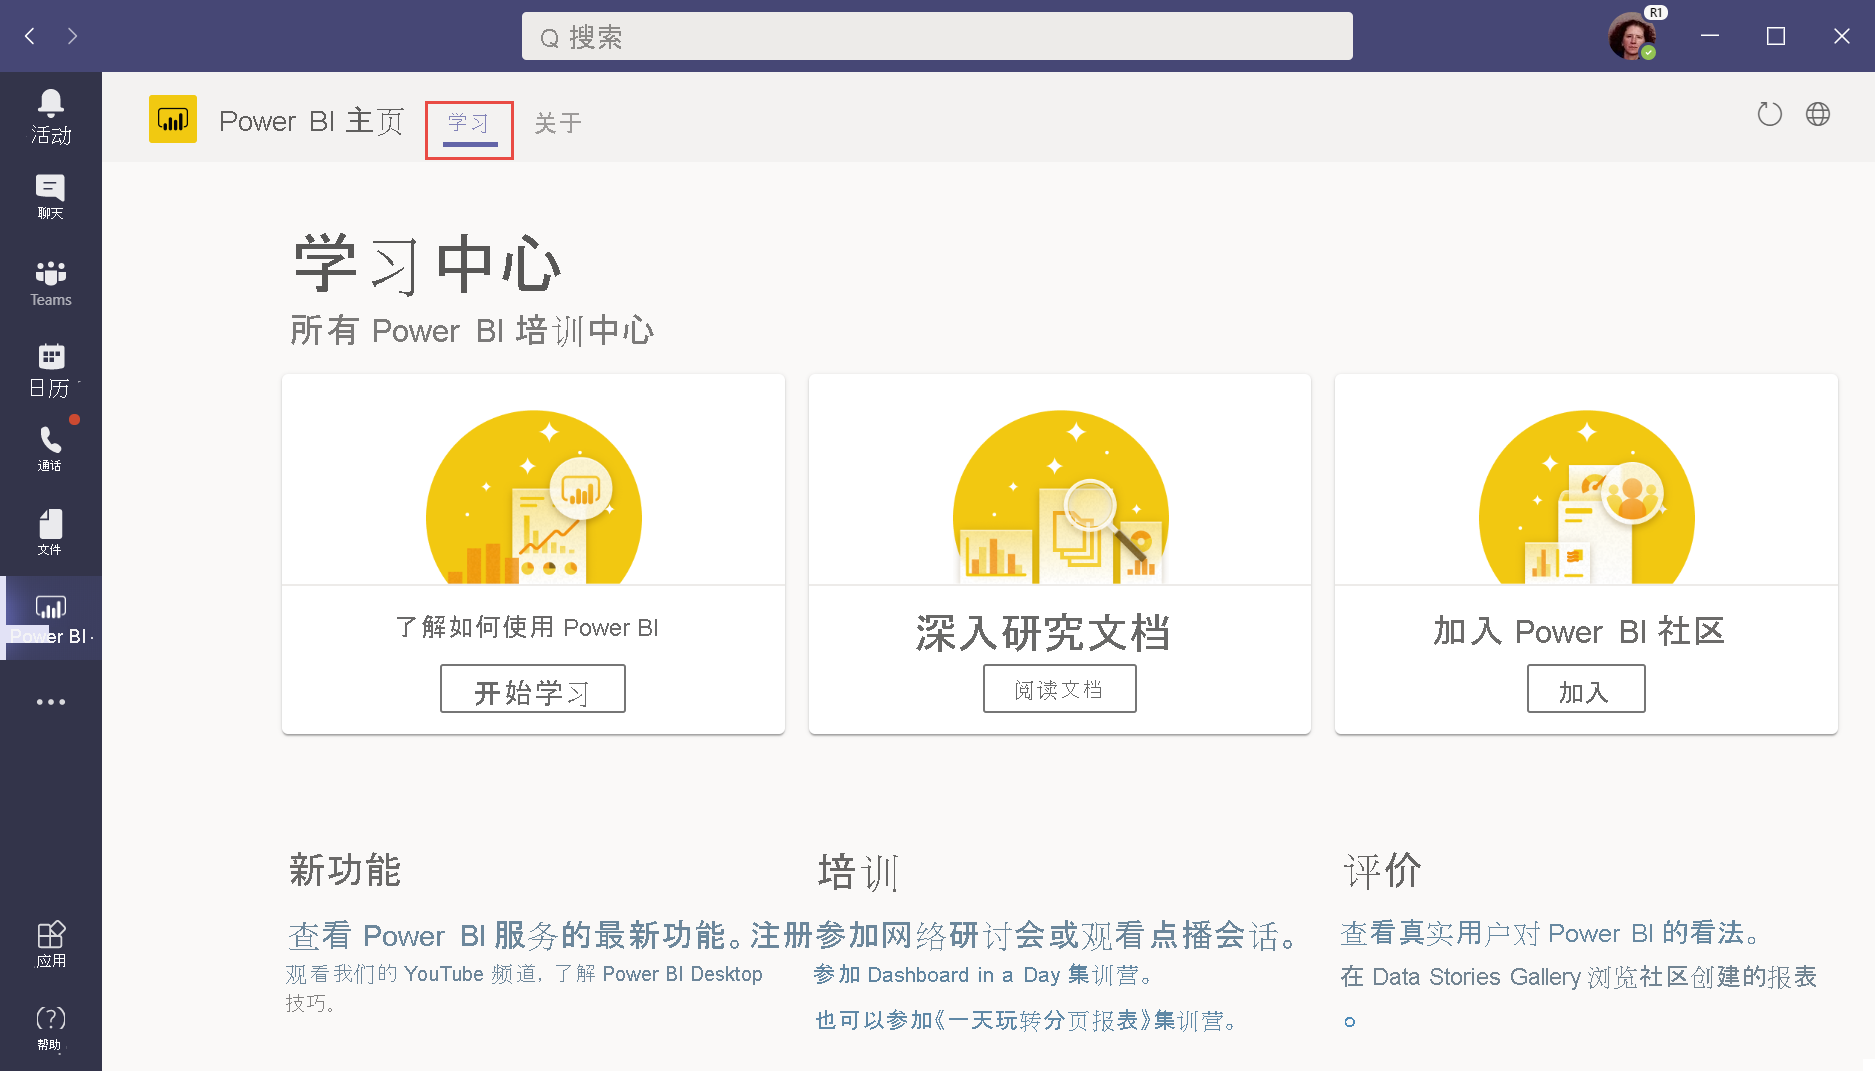 搜索
R1
活动
聊天
Teams
日历
通话
文件
Power BI
应用
帮助
Power BI 主页
学习
关于
学习中心
所有 Power BI 培训中心
了解如何使用 Power BI
开始学习
深入研究文档
阅读文档
加入 Power BI 社区
加入
新功能
查看 Power BI 服务的最新功能。
观看我们的 YouTube 频道, 了解 Power BI Desktop
技巧。
培训
注册参加网络研讨会或观看点播会话。
参加 Dashboard in a Day 集训营。
也可以参加《一天玩转分页报表》集训营。
评价
查看真实用户对 Power BI 的看法。
在 Data Stories Gallery 浏览社区创建的报表
。